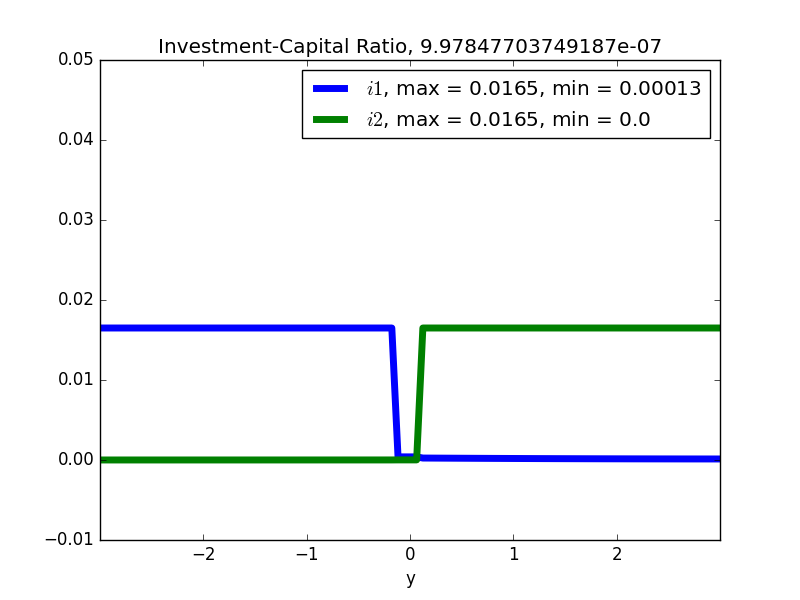 Investment-Capital Ratio, 9.97847703749187e-07
0.05
i1, max = 0.0165, min = 0.00013
i2, max = 0.0165, min = 0.0
0.04
0.03
0.02
0.01
0.00
−0.01
−2 −1 0 1 2
y